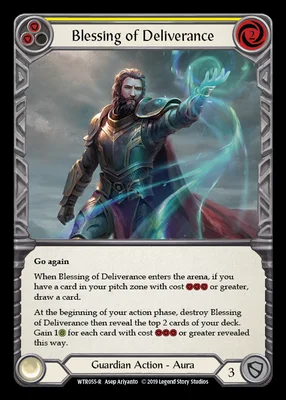 Blessing of Deliverance
2
Go again
When Blessing of Deliverance enters the arena, if you
have a card in your pitch zone with cost or greater,
draw a card.
At the beginning of your action phase, destroy Blessing
of Deliverance then reveal the top 2 cards of your deck.
Gain 1 for each card with cost or greater revealed
this way.
Guardian Action - Aura
3
WTR055-R Asep Ariyanto ©2019 Legend Story Studios